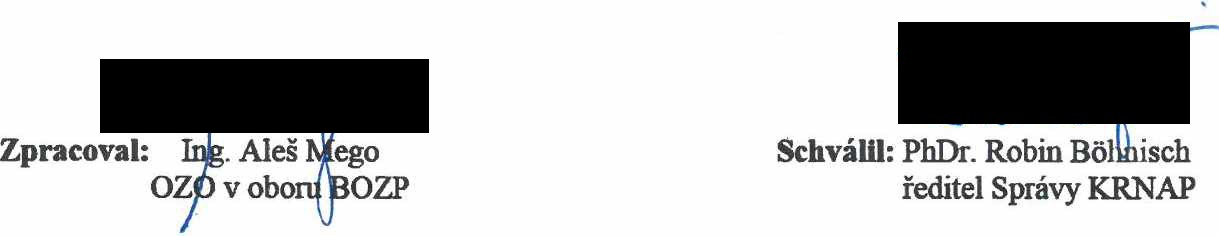 Zpracoval: Ing. Aleš Mego
OZO v oboru BOZP
Schválil: PhDr. Robin Böhnisch
ředitel Správy KRNAP